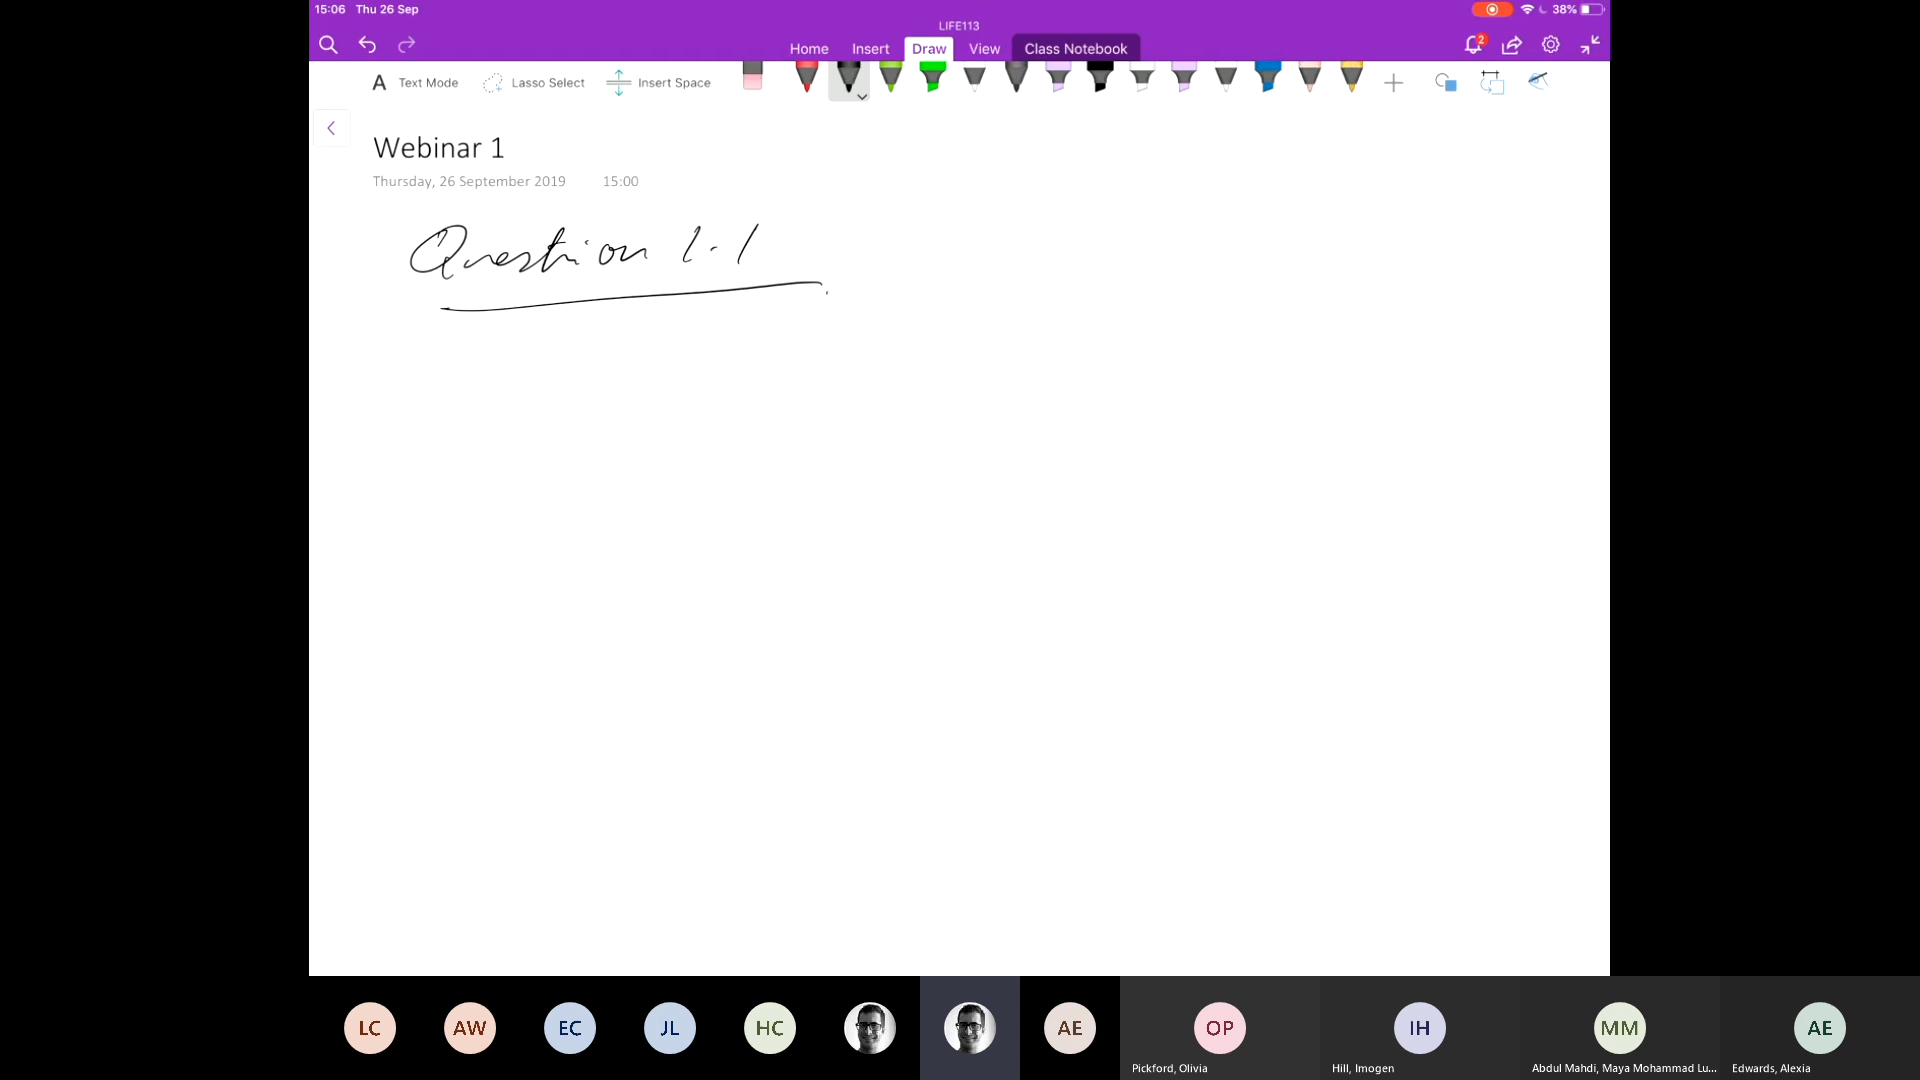 15:06 Thu 26 Sep
38%
LIFE113
Home Insert Draw View Class Notebook
2
A Text Mode Lasso Select Insert Space
Webinar 1
Thursday, 26 September 2019 15:00
Question 1.1
LC AW EC JL HC AE OP IH MM AE
Pickford, Olivia Hill, Imogen Abdul Mahdi, Maya Mohammad Lu... Edwards, Alexia